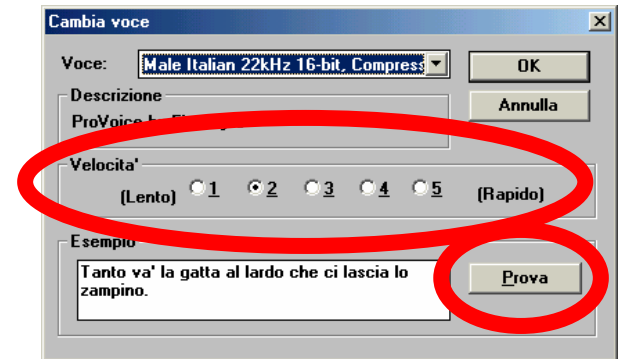 Cambia voce
Voce: Male Italian 22kHz 16-bit, Compress
OK
Descrizione
Annulla
ProVoice
Velocita'
(Lento) 1 2 3 4 5 (Rapido)
Esempio
Tanto va' la gatta al lardo che ci lascia lo
zampino.
Prova